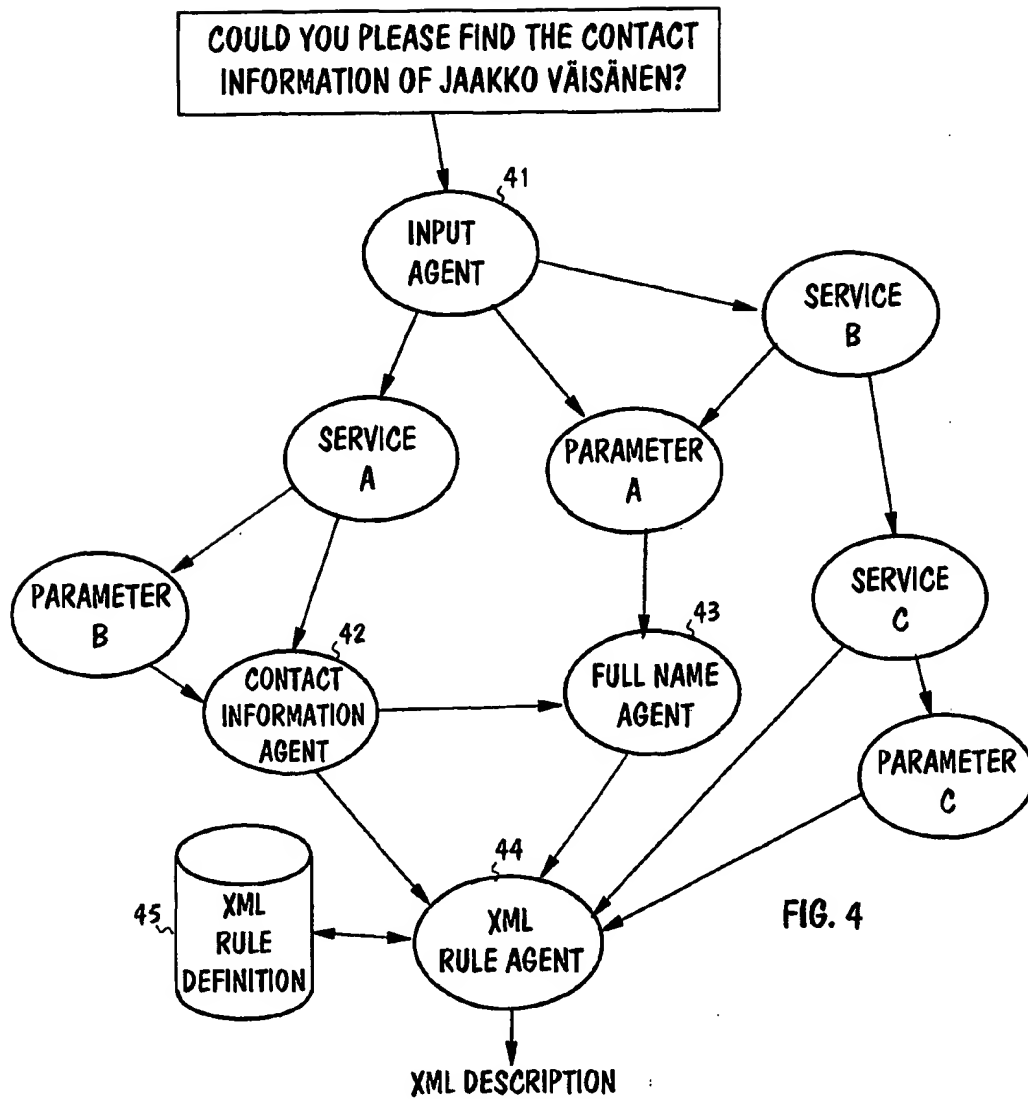 COULD YOU PLEASE FIND THE CONTACT
INFORMATION OF JAAKKO VÄISÄNEN?
41
INPUT
AGENT
SERVICE
B
SERVICE
A
PARAMETER
A
PARAMETER
B
SERVICE
C
42
CONTACT
INFORMATION
AGENT
43
FULL NAME
AGENT
PARAMETER
C
44
XML
RULE AGENT
45
XML
RULE
DEFINITION
FIG. 4
XML DESCRIPTION